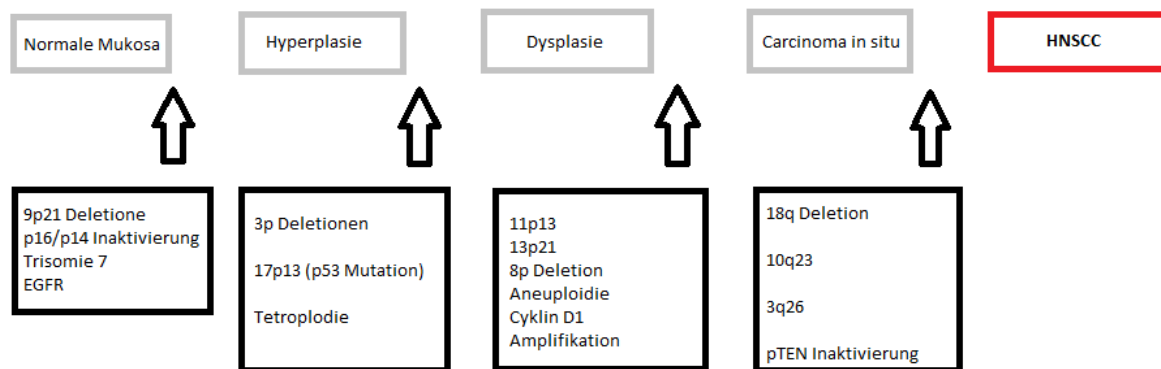 Normale Mukosa
Hyperplasie
Dysplasie
Carcinoma in situ
HNSCC
9p21 Deletione
p16/p14 Inaktivierung
Trisomie 7
EGFR
3p Deletionen
17p13 (p53 Mutation)
Tetroplodie
11p13
13p21
8p Deletion
Aneuploidie
Cyklin D1
Amplifikation
18q Deletion
10q23
3q26
pTEN Inaktivierung